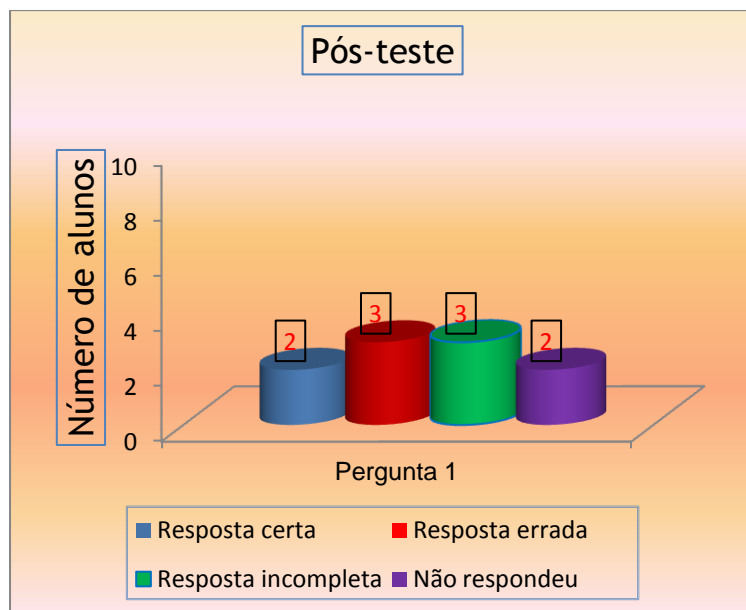 Pós-teste
Número de alunos
10
8
6
4
2
0
2
3
3
2
Pergunta 1
Resposta certa
Resposta errada
Resposta incompleta
Não respondeu